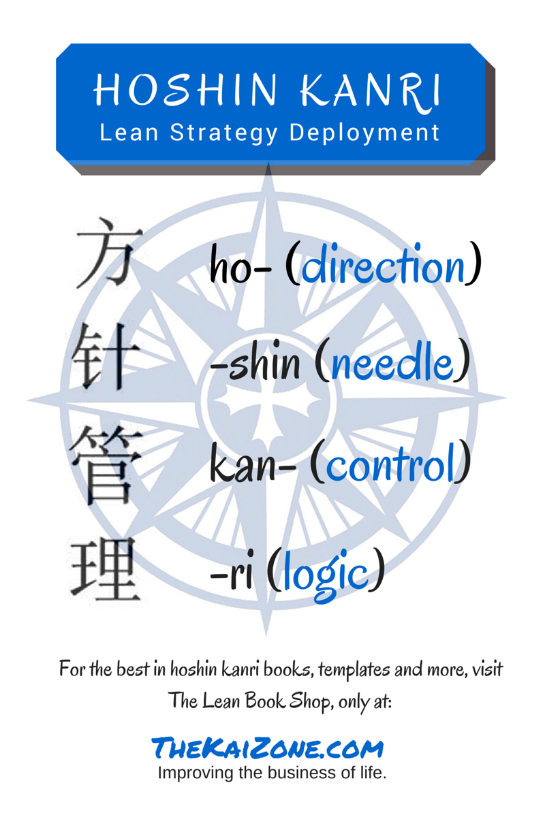 HOSHIN KANRI
Lean Strategy Deployment
方 ho- (direction)
针 -shin (needle)
管 kan- (control)
理 -ri (logic)
For the best in hoshin kanri books, templates and more, visit
The Lean Book Shop, only at:
THEKAIZONE.COM
Improving the business of life.